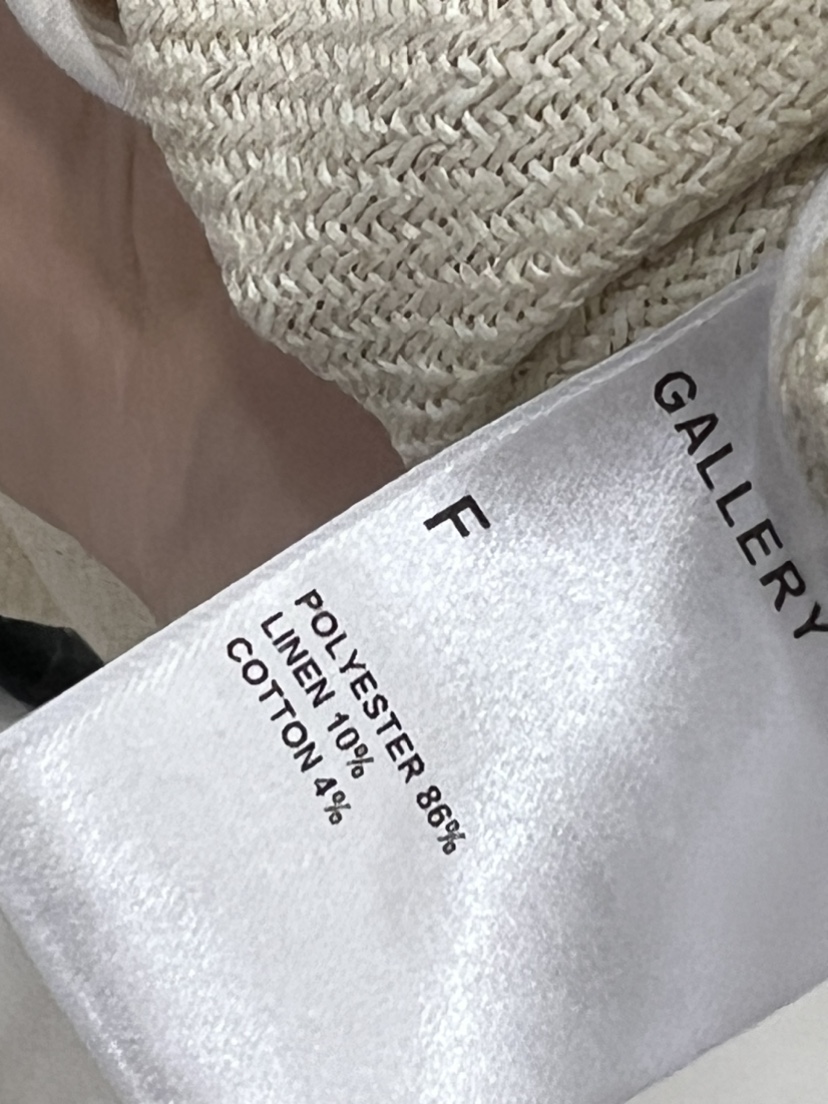 GALLERY
F
POLYESTER 86%
LINEN 10%
COTTON 4%